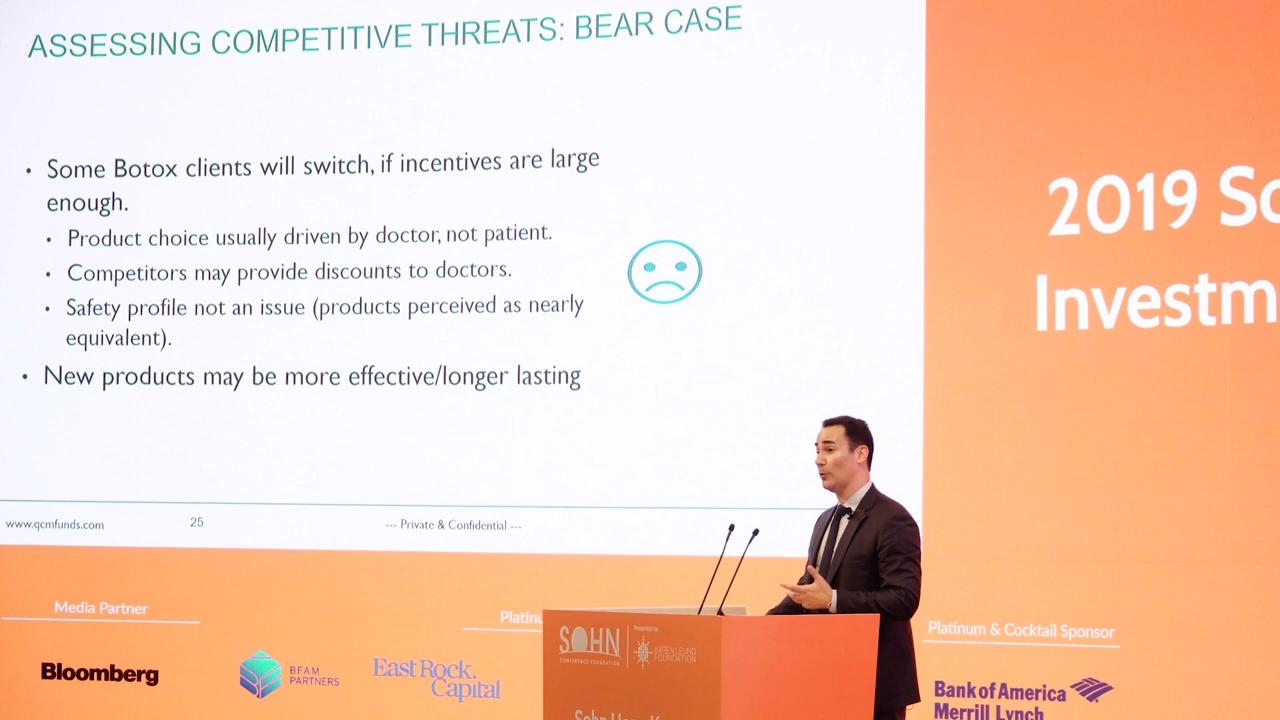 ASSESSING COMPETITIVE THREATS: BEAR CASE
• Some Botox clients will switch, if incentives are large
enough.
• Product choice usually driven by doctor, not patient.
• Competitors may provide discounts to doctors.
• Safety profile not an issue (products perceived as nearly
equivalent).
• New products may be more effective/longer lasting
www.qcmfunds.com
25
--- Private & Confidential ---
2019 So
Investm
Media Partner
Bloomberg
BFAM
PARTNERS
East Rock
Capital
Platinu
SOHN
CONFERENCE FOUNDATION
Presented by
KAREN LEUNG
FOUNDATION
Platinum & Cocktail Sponsor
Bank of America
Merrill Lynch